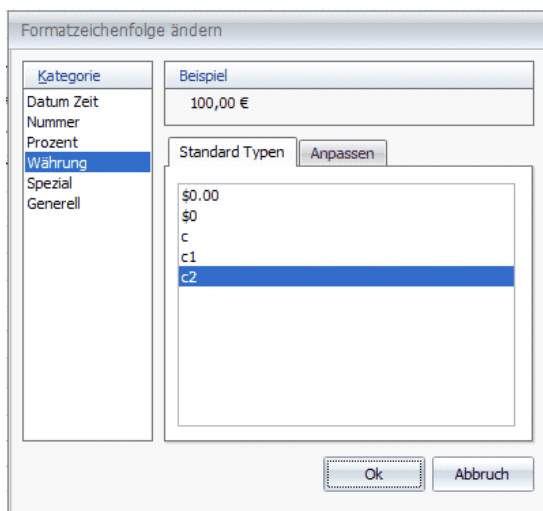 Formatzeichenfolge ändern
Kategorie
Datum Zeit
Nummer
Prozent
Währung
Spezial
Generell
Beispiel
100,00 €
Standard Typen
Anpassen
$0.00
$0
c
c1
c2
Ok
Abbruch